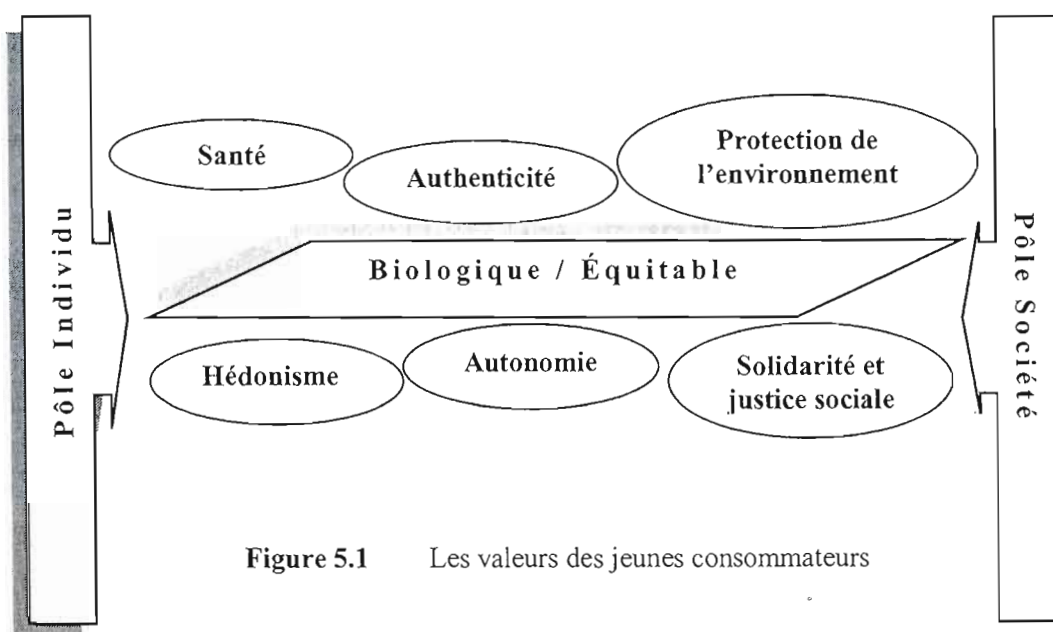 Pôle Individu
Santé
Authenticité
Protection de
l'environnement
Biologique / Équitable
Hédonisme
Autonomie
Solidarité et
justice sociale
Pôle Société
Figure 5.1 Les valeurs des jeunes consommateurs